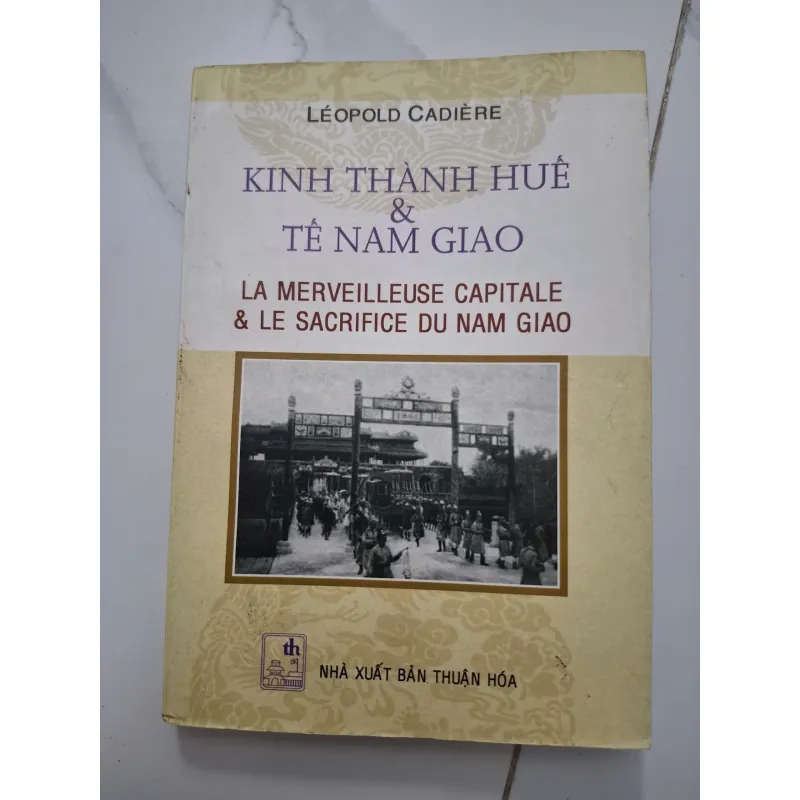 LÉOPOLD CADIÈRE
KINH THÀNH HUẾ
&
TẾ NAM GIAO
LA MERVEILLEUSE CAPITALE
& LE SACRIFICE DU NAM GIAO
th
NHÀ XUẤT BẢN THUẬN HÓA